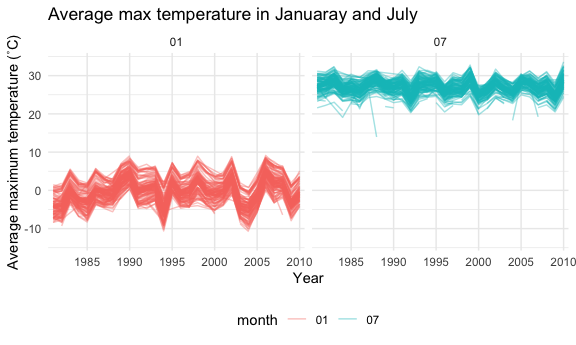 Average max temperature in Januaray and July
01 07
Average maximum temperature (˚C)
30
20
10
0
-10
1985 1990 1995 2000 2005 2010 1985 1990 1995 2000 2005 2010
Year
month 01 07